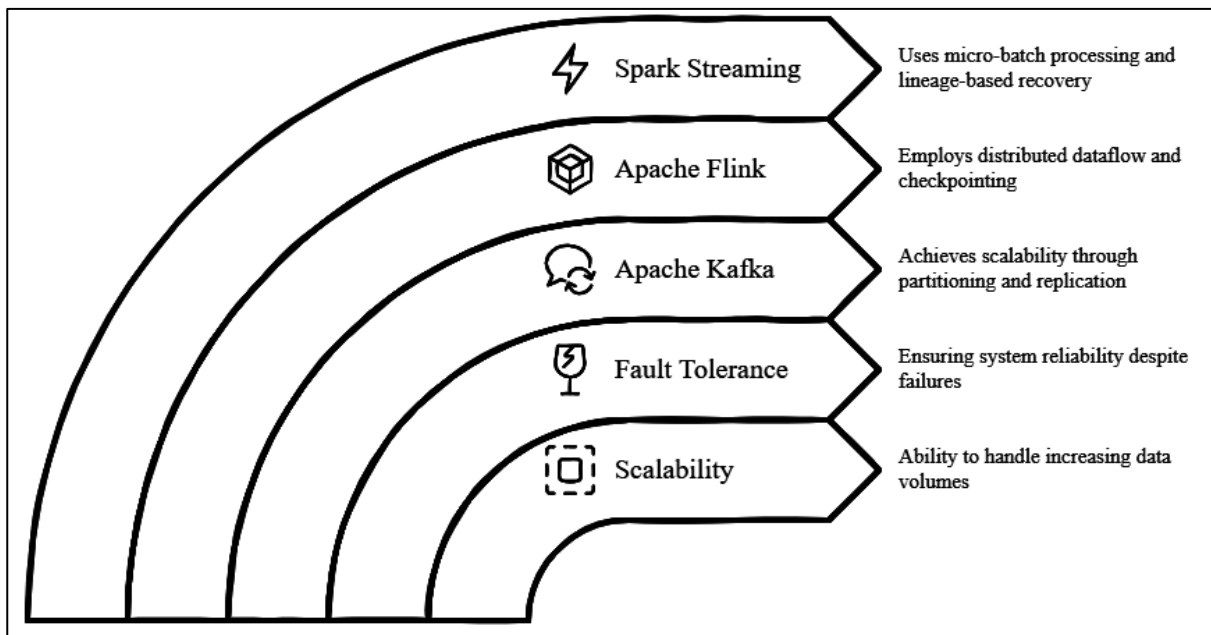 Spark Streaming
Uses micro-batch processing and
lineage-based recovery
Apache Flink
Employs distributed dataflow and
checkpointing
Apache Kafka
Achieves scalability through
partitioning and replication
Fault Tolerance
Ensuring system reliability despite
failures
Scalability
Ability to handle increasing data
volumes